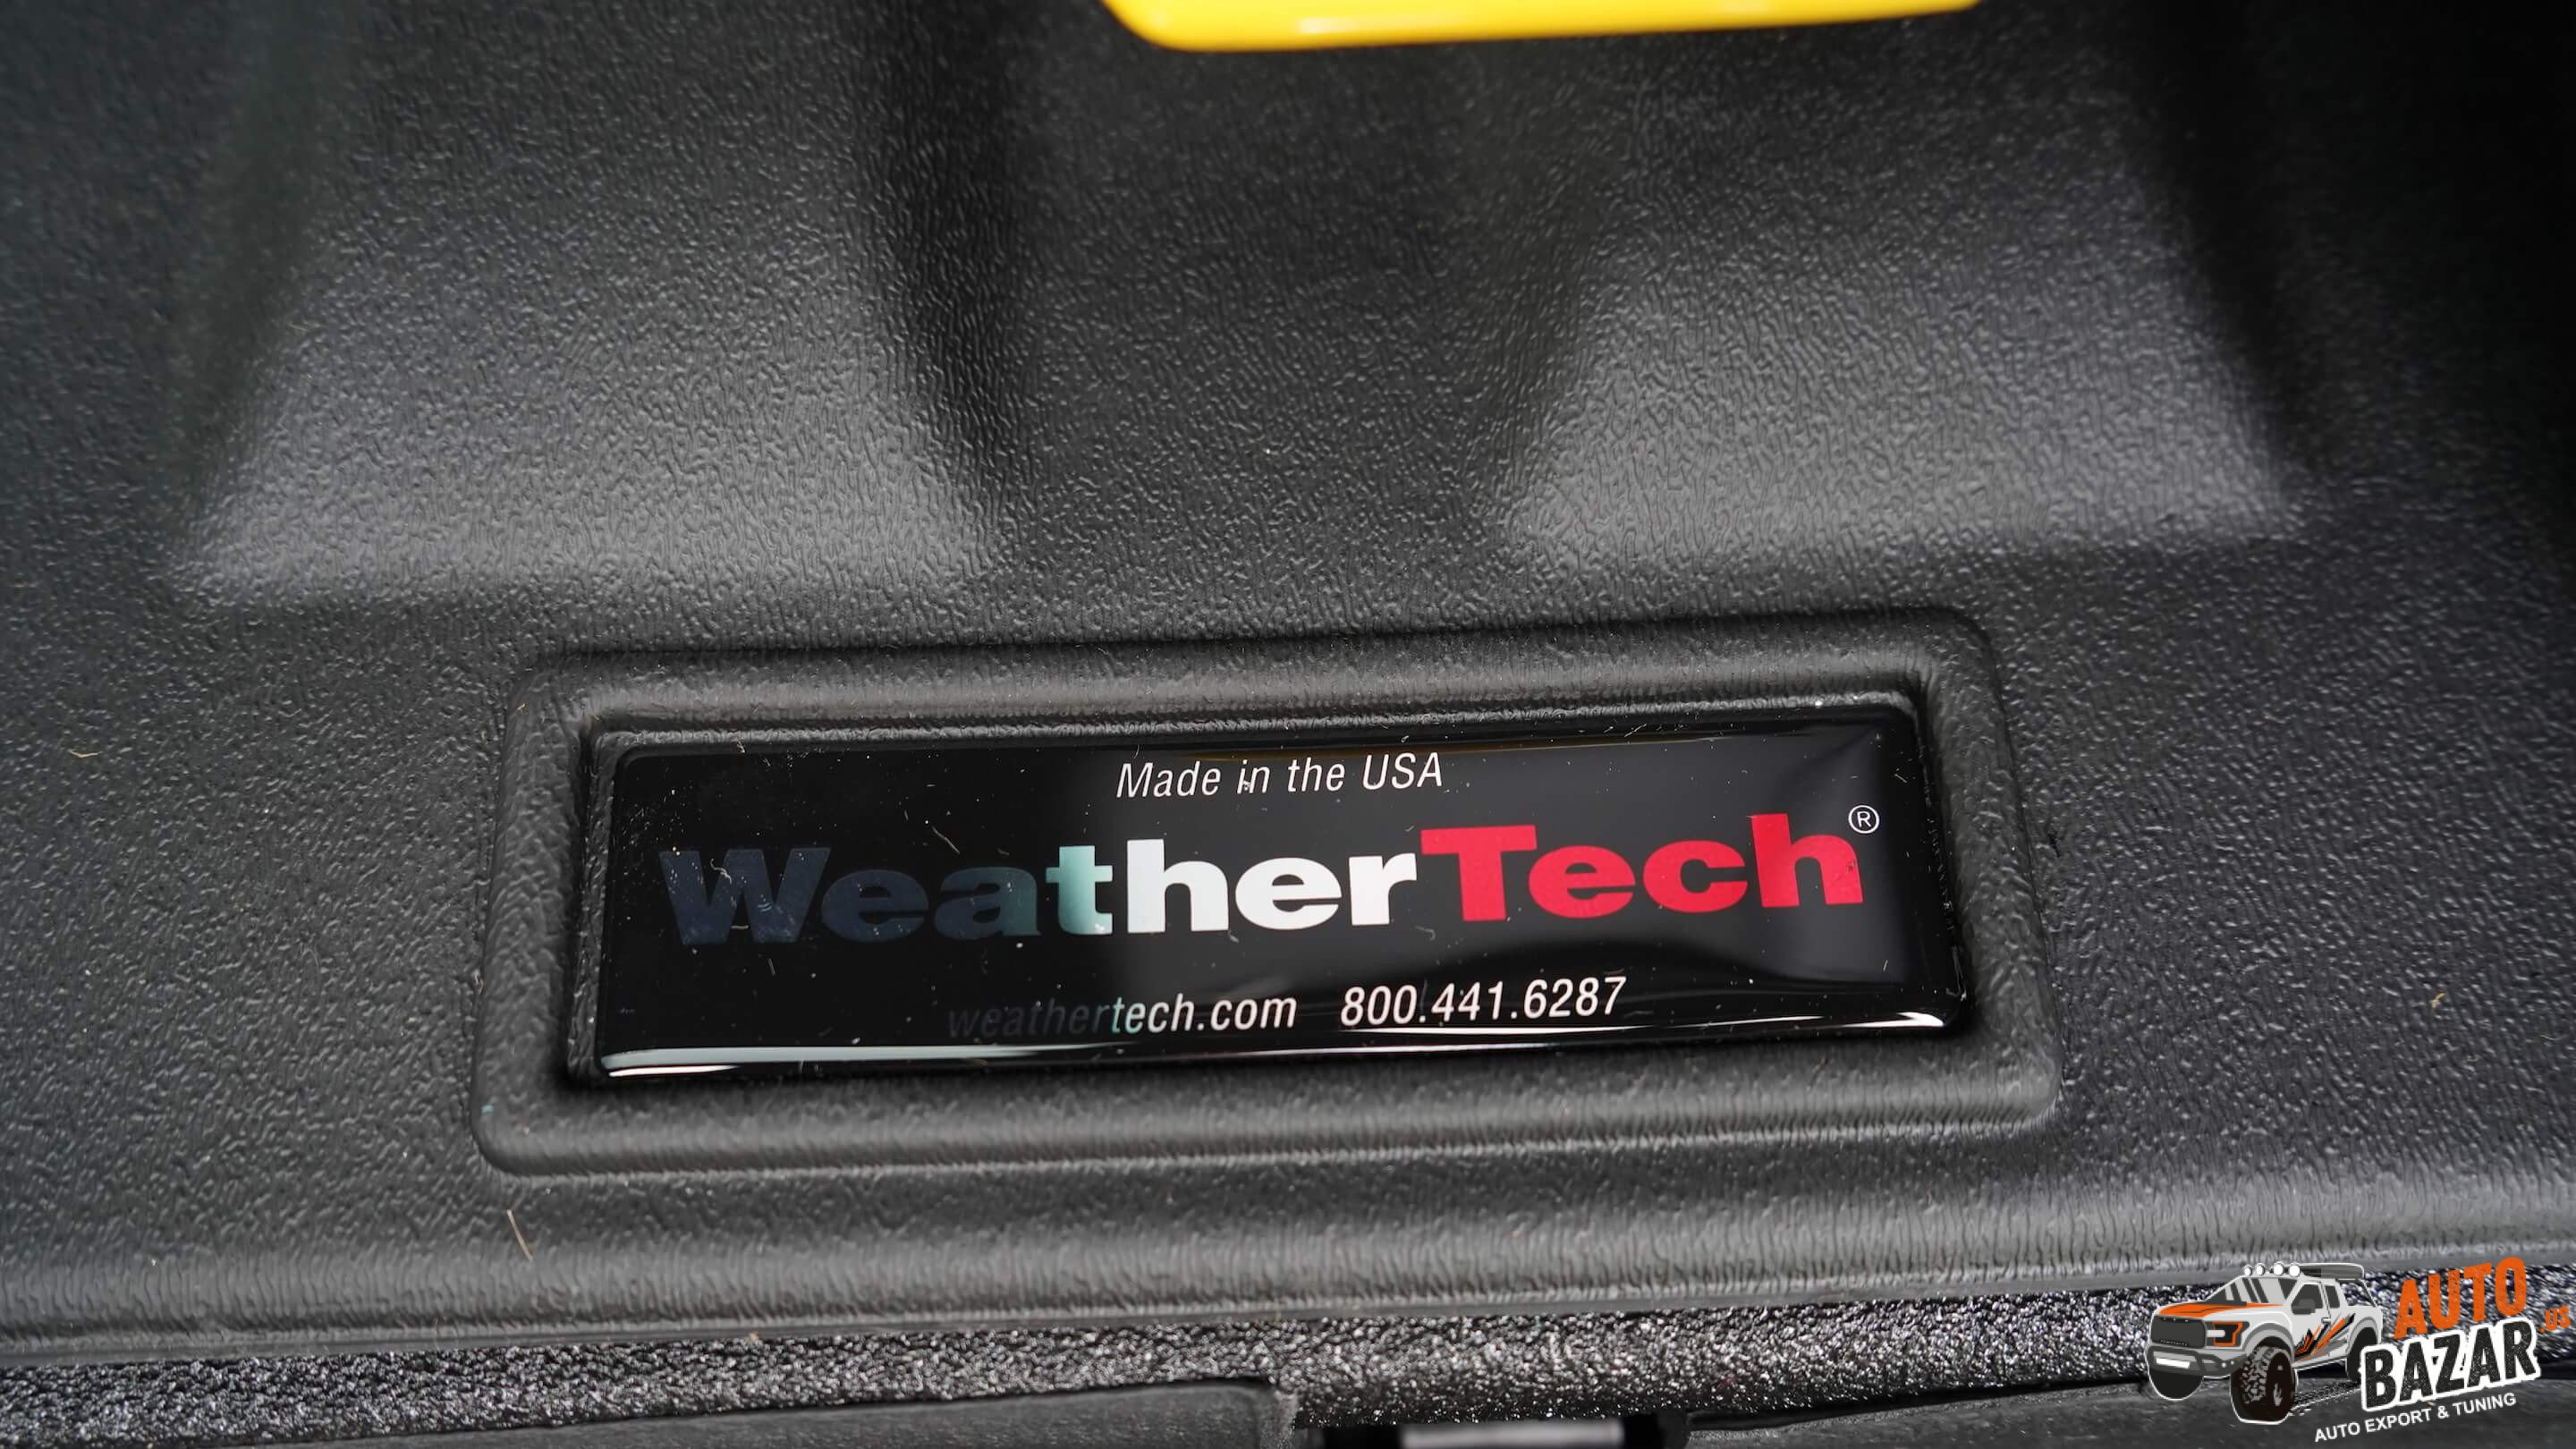 Made in the USA
WeatherTech®
weathertech.com 800.441.6287
AUTO
BAZAR.US
AUTO EXPORT & TUNING